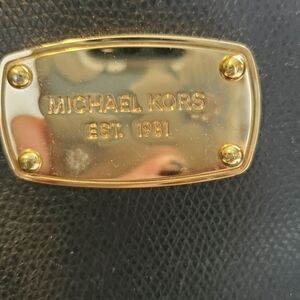 MICHAEL KORS
EST. 1981